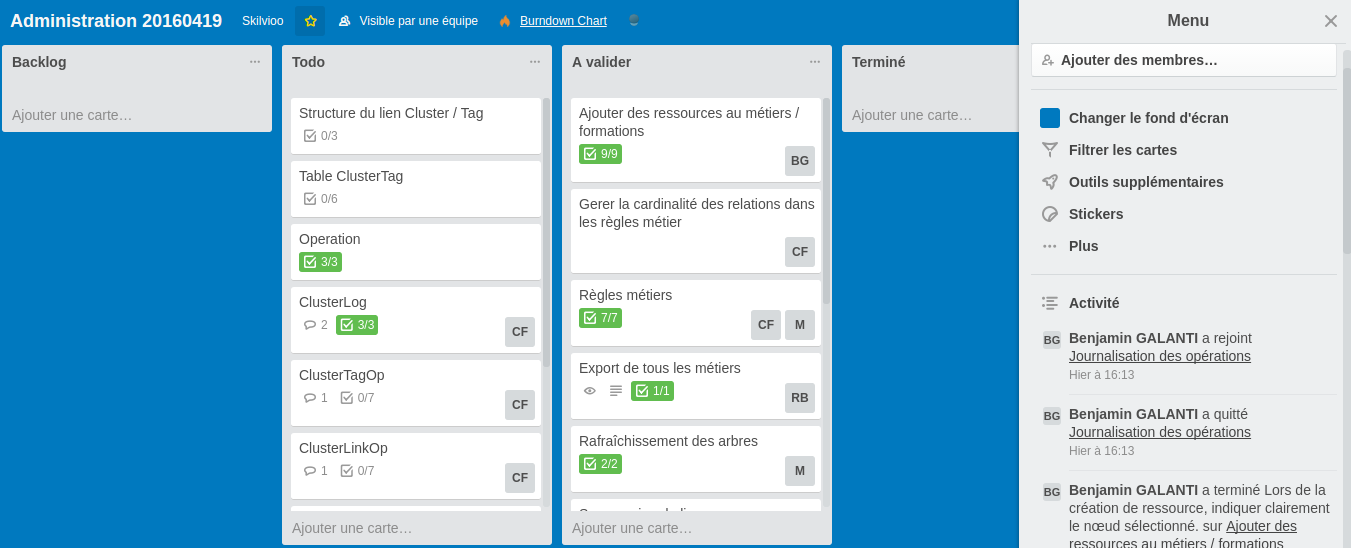 Administration 20160419 Skilvioo Visible par une équipe Burndown Chart
Backlog
Ajouter une carte…
Todo
Structure du lien Cluster / Tag
0/3
Table ClusterTag
0/6
Operation
3/3
ClusterLog
2 3/3
CF
ClusterTagOp
1 0/7
CF
ClusterLinkOp
1 0/7
CF
Ajouter une carte…
A valider
Ajouter des ressources au métiers /
formations
9/9
BG
Gerer la cardinalité des relations dans
les règles métier
CF
Règles métiers
7/7
CF M
Export de tous les métiers
1/1
RB
Rafraîchissement des arbres
2/2
M
Ajouter une carte…
Terminé
Ajouter une carte…
Menu
Ajouter des membres…
Changer le fond d'écran
Filtrer les cartes
Outils supplémentaires
Stickers
Plus
Activité
BG Benjamin GALANTI a rejoint
Journalisation des opérations
Hier à 16:13
BG Benjamin GALANTI a quitté
Journalisation des opérations
Hier à 16:13
BG Benjamin GALANTI a terminé Lors de la
création de ressource, indiquer clairement
le nœud sélectionné. sur Ajouter des
ressources au métiers / formations